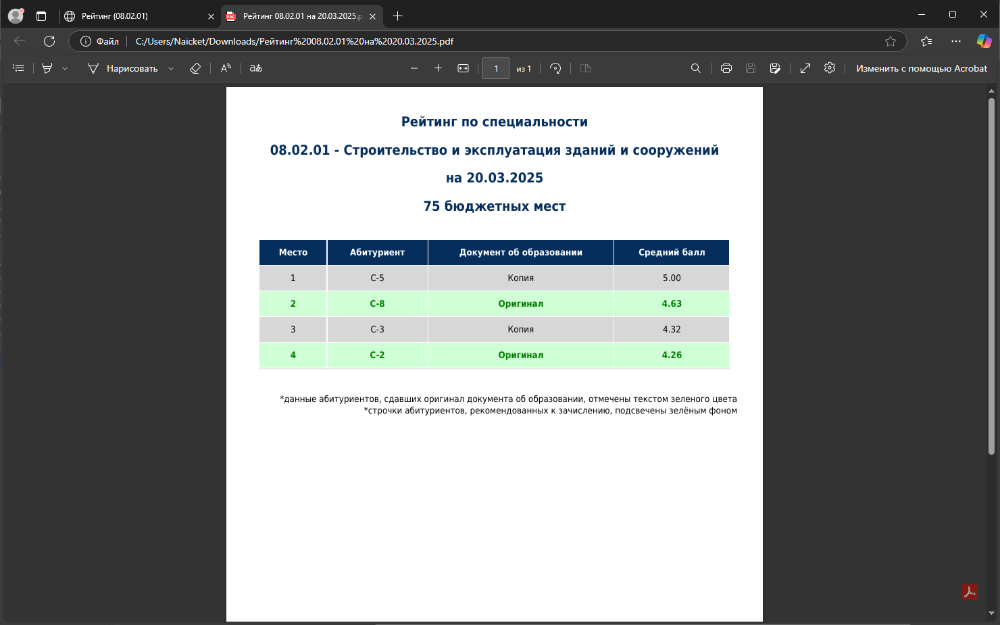 Рейтинг (08.02.01)
Рейтинг 08.02.01 на 20.03.2025.p
Файл
C:/Users/Naicket/Downloads/Рейтинг%2008.02.01%20на%2020.03.2025.pdf
Нарисовать
1
из 1
Изменить с помощью Acrobat
Рейтинг по специальности
08.02.01 - Строительство и эксплуатация зданий и сооружений
на 20.03.2025
75 бюджетных мест
Место Абитуриент Документ об образовании Средний балл
1 С-5 Копия 5.00
2 С-8 Оригинал 4.63
3 С-3 Копия 4.32
4 С-2 Оригинал 4.26
*данные абитуриентов, сдавших оригинал документа об образовании, отмечены текстом зеленого цвета
*строчки абитуриентов, рекомендованных к зачислению, подсвечены зелёным фоном